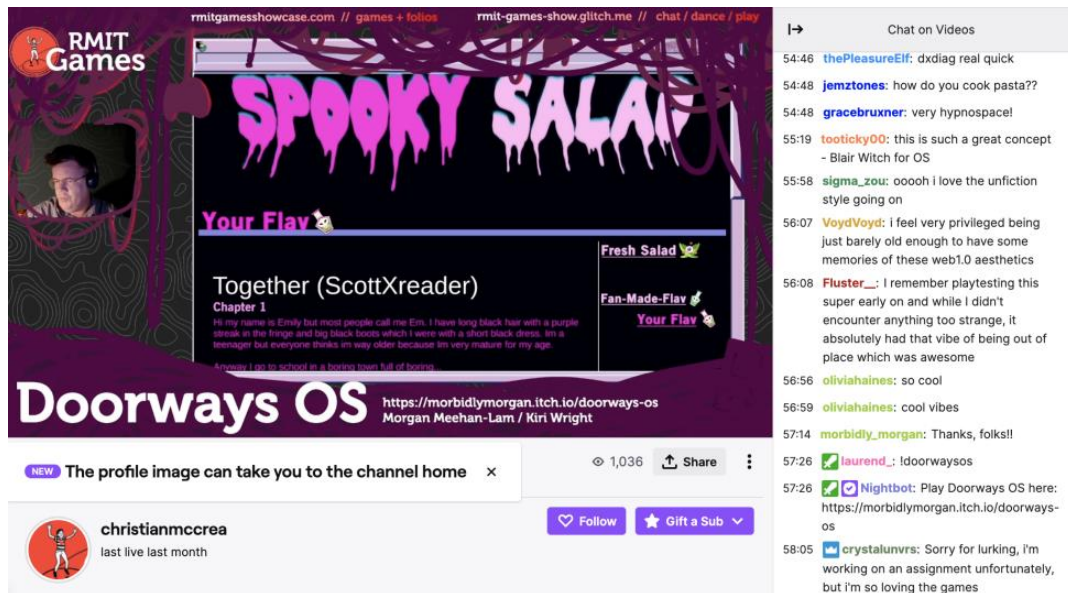 rmitgamesshowcase.com // games + folios
rmit-games-show.glitch.me // chat / dance / play
RMIT
Games
SPOOKY SALAD
Your Flav
Fresh Salad
Together (ScottXreader)
Chapter 1
Fan-Made-Flav
Your Flav
Hi my name is Emily but most people call me Em. I have long black hair with a purple
streak in the fringe and big black boots which I were with a short black dress. Im a
teenager but everyone thinks im way older because Im very mature for my age.
Anyway I go to school in a boring town full of boring...
Doorways OS
https://morbidlymorgan.itch.io/doorways-os
Morgan Meehan-Lam / Kiri Wright
NEW The profile image can take you to the channel home ×
1,036
Share
christianmccrea
last live last month
Follow
Gift a Sub
Chat on Videos
54:46 thePleasureElf: dxdiag real quick
54:48 jemztones: how do you cook pasta??
54:48 gracebruxner: very hypnospace!
55:19 tooticky00: this is such a great concept
- Blair Witch for OS
55:58 sigma_zou: ooooh i love the unfiction
style going on
56:07 VoydVoyd: i feel very privileged being
just barely old enough to have some
memories of these web1.0 aesthetics
56:08 Fluster__: I remember playtesting this
super early on and while I didn't
encounter anything too strange, it
absolutely had that vibe of being out of
place which was awesome
56:56 oliviahaines: so cool
56:59 oliviahaines: cool vibes
57:14 morbidly_morgan: Thanks, folks!!
57:26 laurend_: !doorwaysos
57:26 Nightbot: Play Doorways OS here:
https://morbidlymorgan.itch.io/doorways-
os
58:05 crystalunvrs: Sorry for lurking, i'm
working on an assignment unfortunately,
but i'm so loving the games